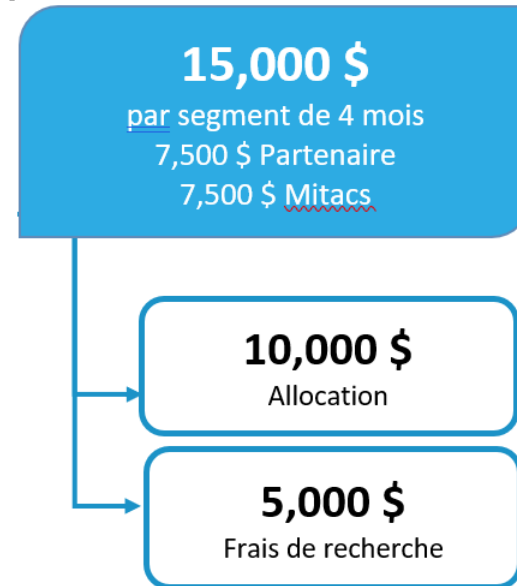 15,000 $
par segment de 4 mois
7,500 $ Partenaire
7,500 $ Mitacs
10,000 $
Allocation
5,000 $
Frais de recherche